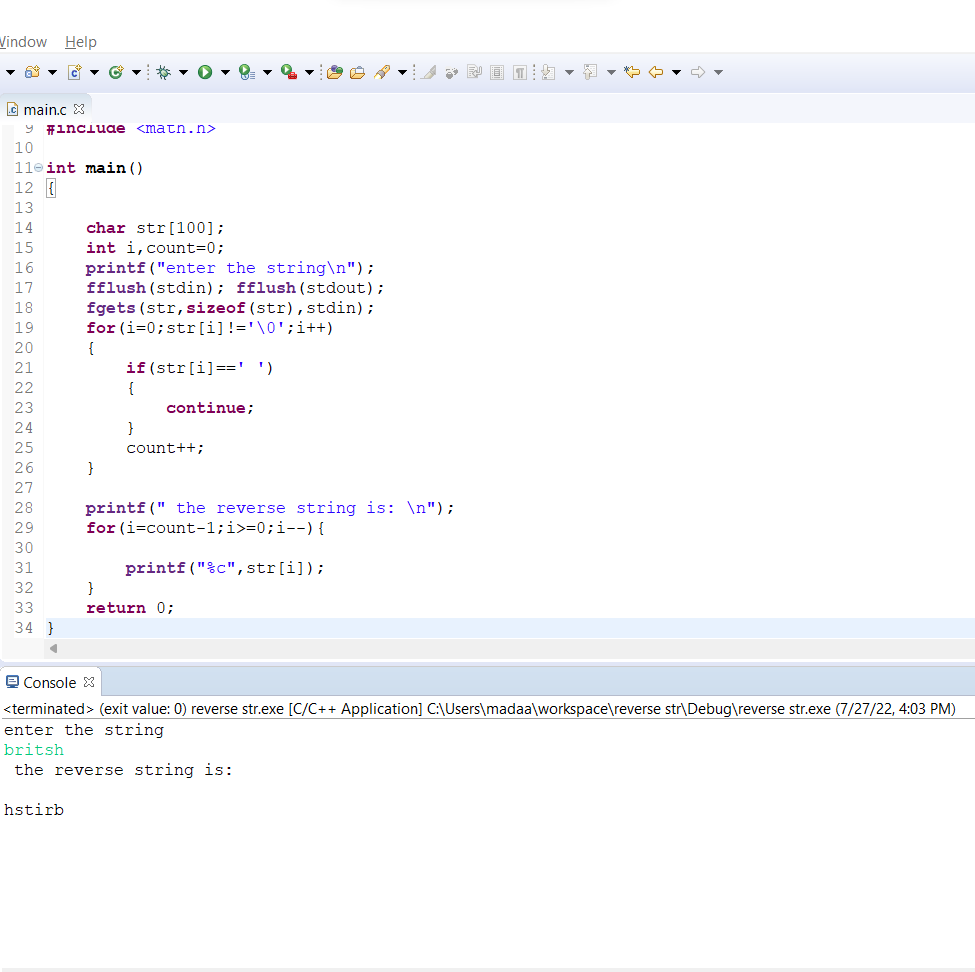 Window Help
main.c
9 #include <math.h>
10
11 int main()
12 {
13
14 char str[100];
15 int i,count=0;
16 printf("enter the string\n");
17 fflush(stdin); fflush(stdout);
18 fgets(str,sizeof(str),stdin);
19 for(i=0;str[i]!='\0';i++)
20 {
21 if(str[i]==' ')
22 {
23 continue;
24 }
25 count++;
26 }
27
28 printf(" the reverse string is: \n");
29 for(i=count-1;i>=0;i--){
30
31 printf("%c",str[i]);
32 }
33 return 0;
34 }
Console
<terminated> (exit value: 0) reverse str.exe [C/C++ Application] C:\Users\madaa\workspace\reverse str\Debug\reverse str.exe (7/27/22, 4:03 PM)
enter the string
britsh
the reverse string is:
hstirb